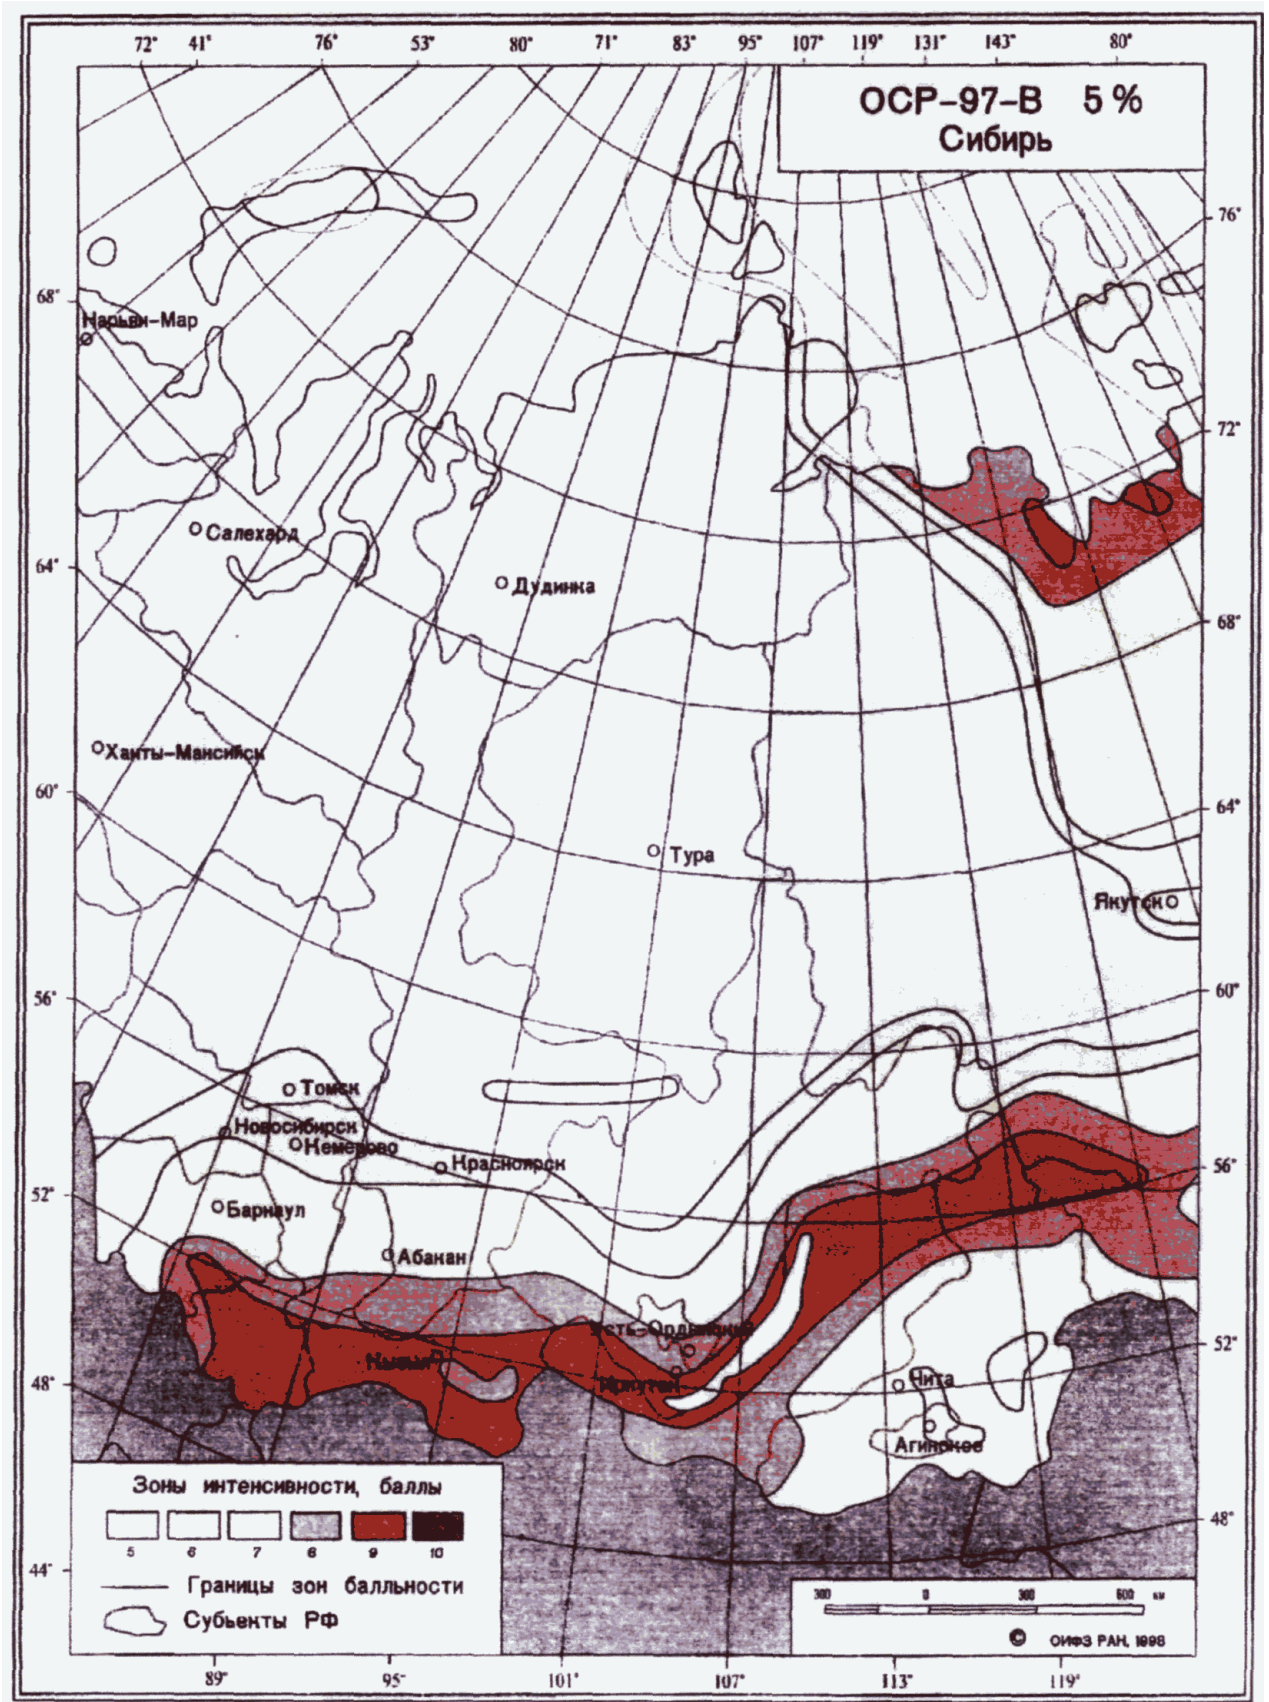 72° 41° 76° 53° 80° 71° 83° 95° 107° 119° 131° 143° 80°
ОСР-97-В 5%
Сибирь
76°
68°
Нарьян-Мар
72°
Салехард
64°
Дудинка
68°
Ханты-Мансийск
60°
64°
Тура
Якутск
56°
60°
Томск
Новосибирск
Кемерово
Красноярск
56°
52°
Барнаул
Абакан
Усть-Ордынский
52°
Кызыл
48°
Иркутск
Чита
Агинское
Зоны интенсивности, баллы
5 6 7 8 9 10
48°
44°
Границы зон балльности
Субьекты РФ
300 0 300 600 км
© ОИФЗ РАН, 1998
89° 95° 101° 107° 113° 119°